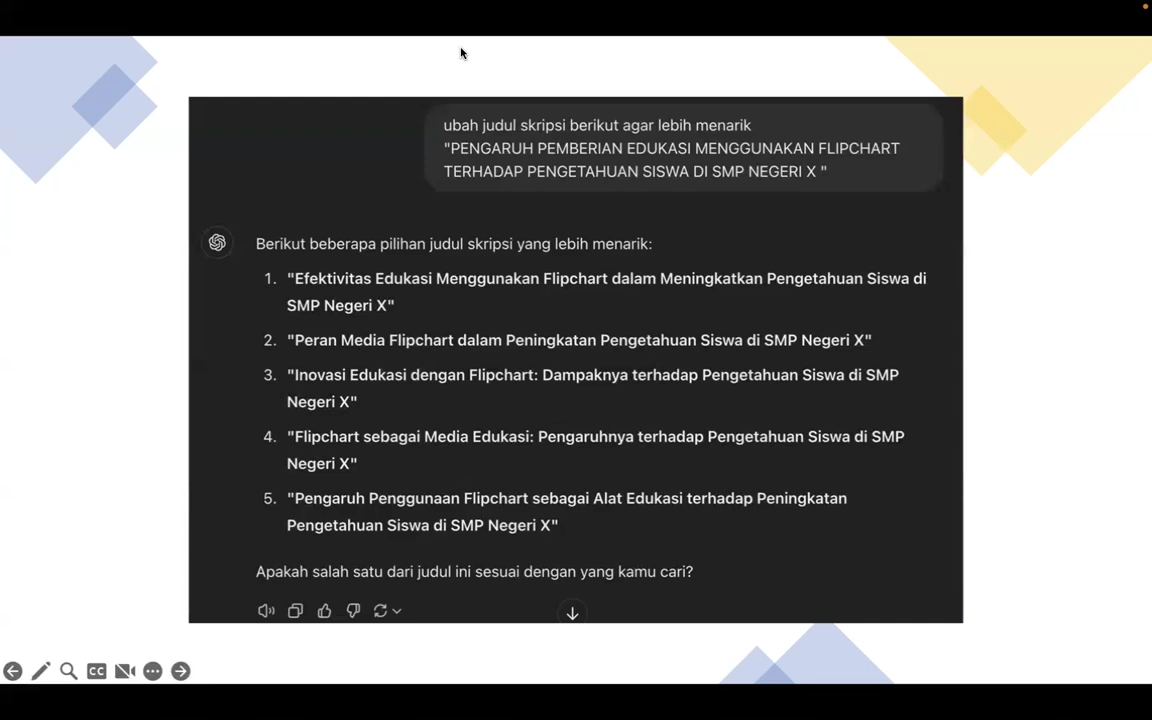 ubah judul skripsi berikut agar lebih menarik
"PENGARUH PEMBERIAN EDUKASI MENGGUNAKAN FLIPCHART
TERHADAP PENGETAHUAN SISWA DI SMP NEGERI X "
Berikut beberapa pilihan judul skripsi yang lebih menarik:
1. "Efektivitas Edukasi Menggunakan Flipchart dalam Meningkatkan Pengetahuan Siswa di
SMP Negeri X"
2. "Peran Media Flipchart dalam Peningkatan Pengetahuan Siswa di SMP Negeri X"
3. "Inovasi Edukasi dengan Flipchart: Dampaknya terhadap Pengetahuan Siswa di SMP
Negeri X"
4. "Flipchart sebagai Media Edukasi: Pengaruhnya terhadap Pengetahuan Siswa di SMP
Negeri X"
5. "Pengaruh Penggunaan Flipchart sebagai Alat Edukasi terhadap Peningkatan
Pengetahuan Siswa di SMP Negeri X"
Apakah salah satu dari judul ini sesuai dengan yang kamu cari?
CC